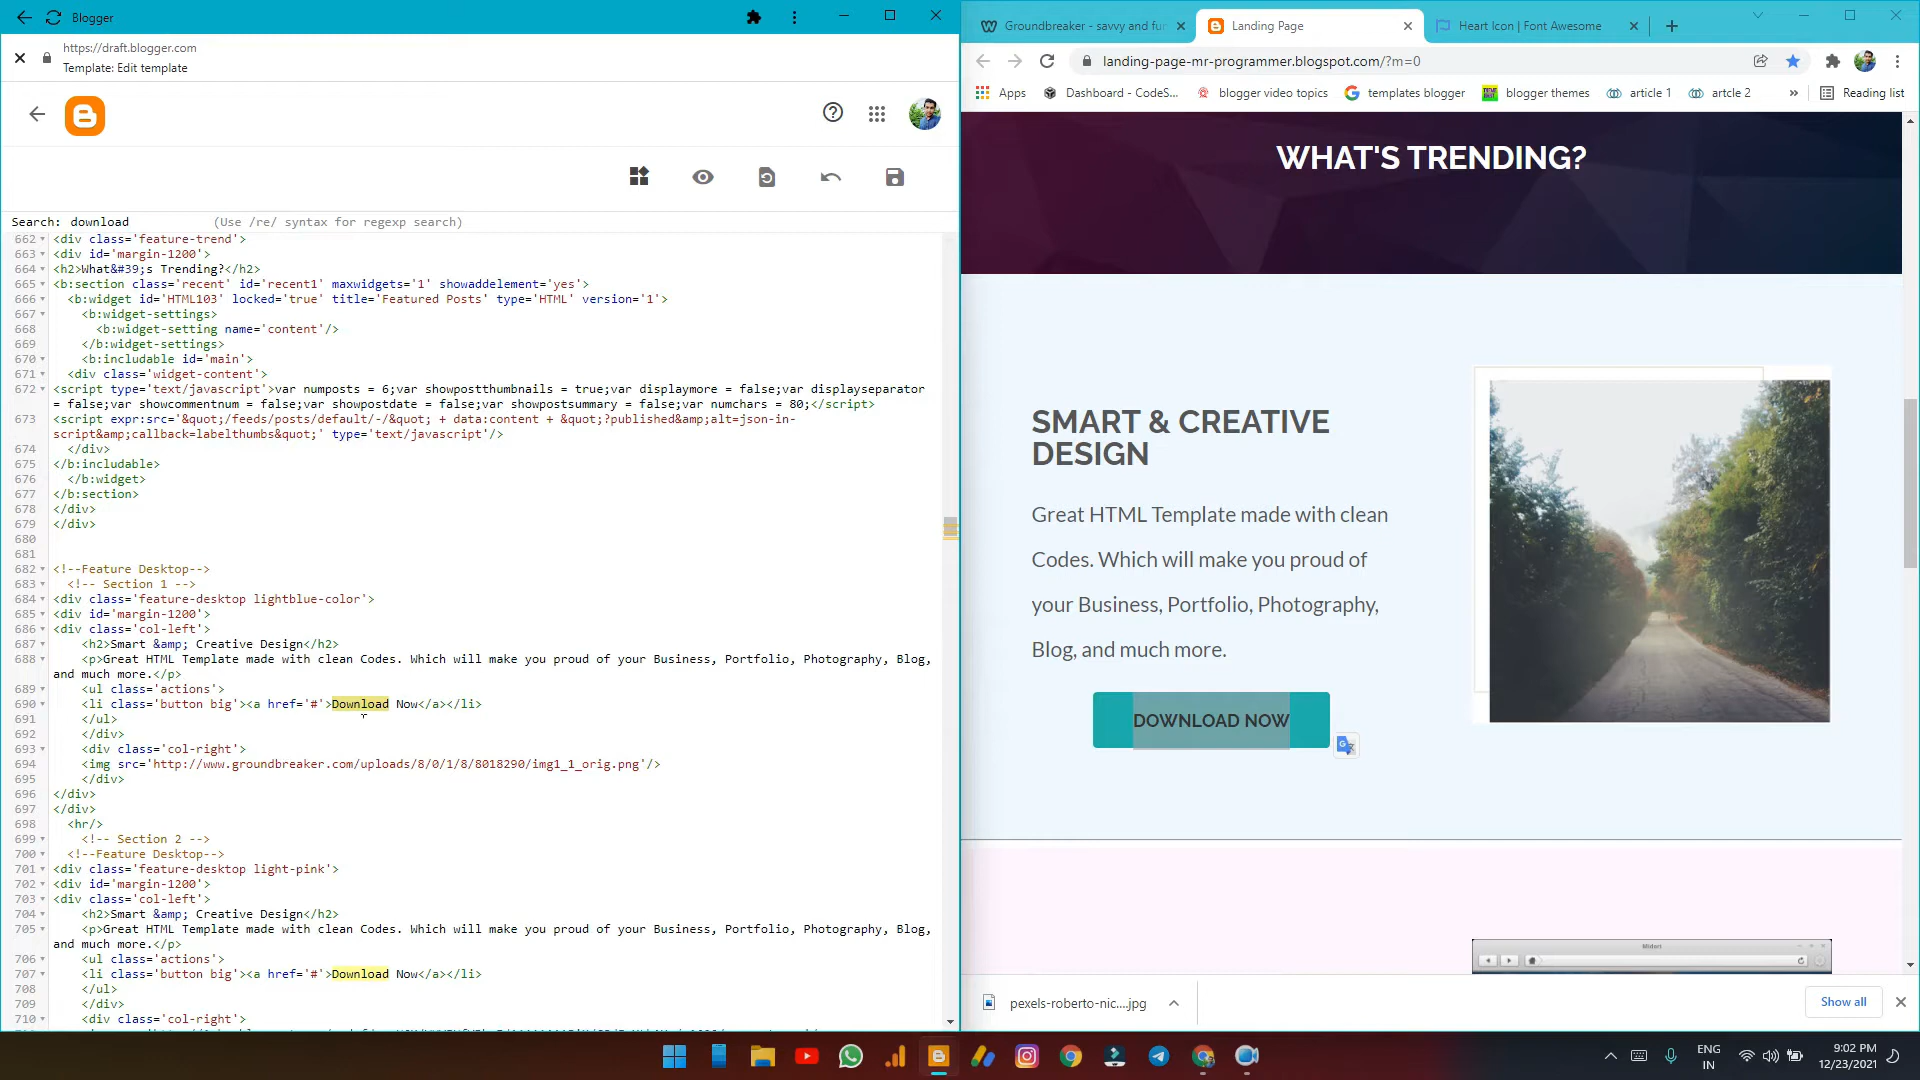 Blogger
https://draft.blogger.com
Template: Edit template
Search: download (Use /re/ syntax for regexp search)
662 <div class='feature-trend'>
663 <div id='margin-1200'>
664 <h2>What&#39;s Trending?</h2>
665 <b:section class='recent' id='recent1' maxwidgets='1' showaddelement='yes'>
666 <b:widget id='HTML103' locked='true' title='Featured Posts' type='HTML' version='1'>
667 <b:widget-settings>
668 <b:widget-setting name='content'/>
669 </b:widget-settings>
670 <b:includable id='main'>
671 <div class='widget-content'>
672 <script type='text/javascript'>var numposts = 6;var showpostthumbnails = true;var displaymore = false;var displayseparator
= false;var showcommentnum = false;var showpostdate = false;var showpostsummary = false;var numchars = 80;</script>
673 <script expr:src='&quot;/feeds/posts/default/-/&quot; + data:content + &quot;?published&amp;alt=json-in-
script&amp;callback=labelthumbs&quot;' type='text/javascript'/>
674 </div>
675 </b:includable>
676 </b:widget>
677 </b:section>
678 </div>
679 </div>
680
681
682 <!--Feature Desktop-->
683 <!-- Section 1 -->
684 <div class='feature-desktop lightblue-color'>
685 <div id='margin-1200'>
686 <div class='col-left'>
687 <h2>Smart &amp; Creative Design</h2>
688 <p>Great HTML Template made with clean Codes. Which will make you proud of your Business, Portfolio, Photography, Blog,
and much more.</p>
689 <ul class='actions'>
690 <li class='button big'><a href='#'>Download Now</a></li>
691 </ul>
692 </div>
693 <div class='col-right'>
694 <img src='http://www.groundbreaker.com/uploads/8/0/1/8/8018290/img1_1_orig.png'/>
695 </div>
696 </div>
697 </div>
698 <hr/>
699 <!-- Section 2 -->
700 <!--Feature Desktop-->
701 <div class='feature-desktop light-pink'>
702 <div id='margin-1200'>
703 <div class='col-left'>
704 <h2>Smart &amp; Creative Design</h2>
705 <p>Great HTML Template made with clean Codes. Which will make you proud of your Business, Portfolio, Photography, Blog,
and much more.</p>
706 <ul class='actions'>
707 <li class='button big'><a href='#'>Download Now</a></li>
708 </ul>
709 </div>
710 <div class='col-right'>
Groundbreaker - savvy and fu
Landing Page
Heart Icon | Font Awesome
landing-page-mr-programmer.blogspot.com/?m=0
Apps Dashboard - CodeS... blogger video topics templates blogger blogger themes article 1 artcle 2 » Reading list
WHAT'S TRENDING?
SMART & CREATIVE
DESIGN
Great HTML Template made with clean
Codes. Which will make you proud of
your Business, Portfolio, Photography,
Blog, and much more.
DOWNLOAD NOW
pexels-roberto-nic....jpg
Show all
ENG
IN
9:02 PM
12/23/2021